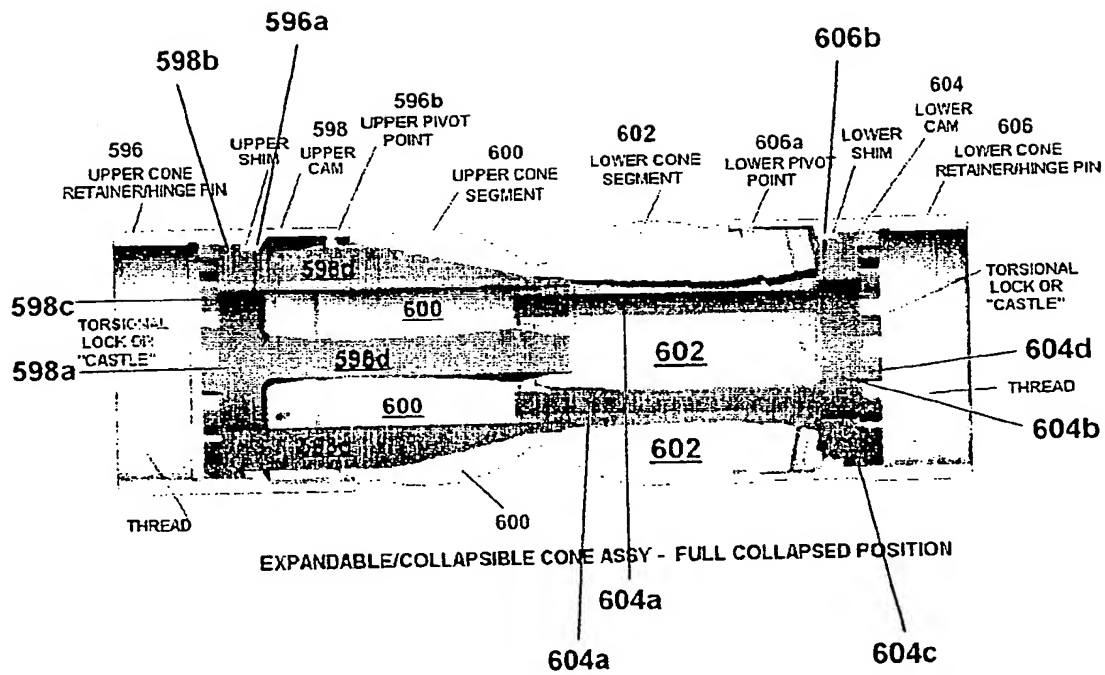 596a
598b
606b
604
LOWER
CAM
596b
UPPER PIVOT
POINT
598
UPPER
CAM
UPPER
SHIM
596
UPPER CONE
RETAINER/HINGE PIN
600
UPPER CONE
SEGMENT
602
LOWER CONE
SEGMENT
606a
LOWER PIVOT
POINT
LOWER
SHIM
606
LOWER CONE
RETAINER/HINGE PIN
598d
598c
600
TORSIONAL
LOCK OR
"CASTLE"
TORSIONAL
LOCK OR
"CASTLE"
598a
598d
602
604d
THREAD
600
604b
598d
602
THREAD
600
EXPANDABLE/COLLAPSIBLE CONE ASSY - FULL COLLAPSED POSITION
604a
604a
604c